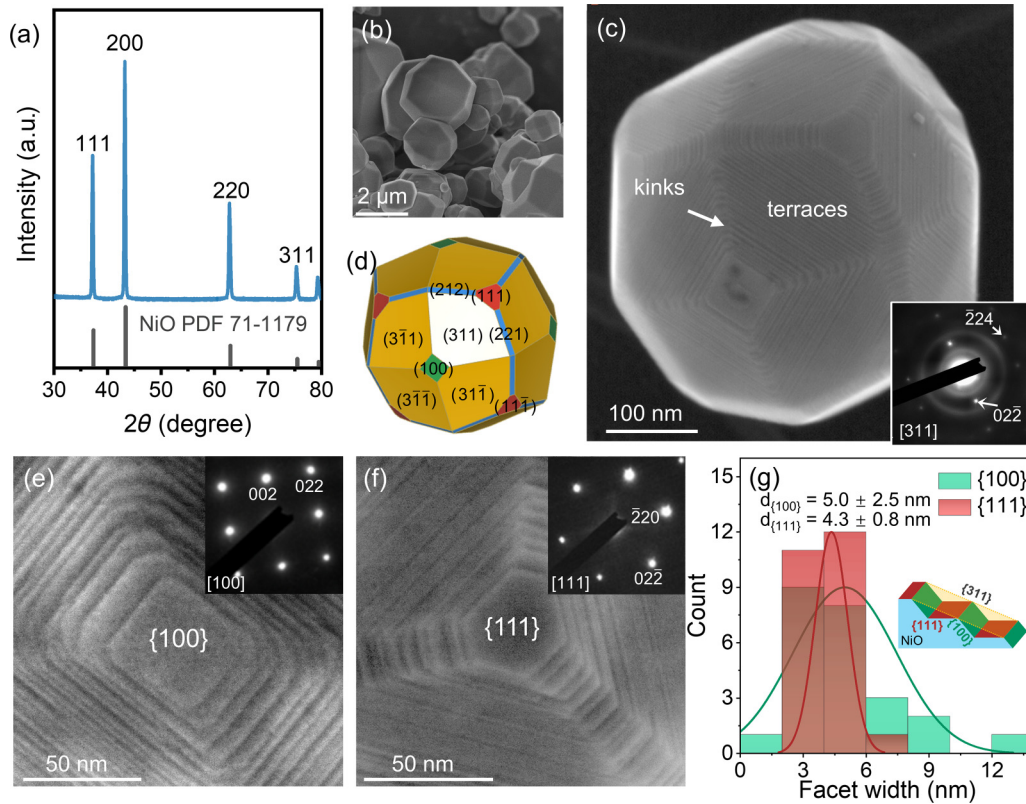 (a)
200
111
220
311
Intensity (a.u.)
NiO PDF 71-1179
30 40 50 60 70 80
2θ (degree)
(b)
2 μm
(c)
kinks
terraces
100 nm
2̄24
022̄
[311]
(d)
(212)
(111)
(31̄1)
(311)
(221)
(100)
(31̄1̄)
(311̄)
(111̄)
(e)
002
022
[100]
{100}
50 nm
(f)
2̄20
022̄
[111]
{111}
50 nm
(g)
{100}
{111}
d{100} = 5.0 ± 2.5 nm
d{111} = 4.3 ± 0.8 nm
Count
15
12
9
6
3
0
{311}
{111}
{100}
NiO
0 3 6 9 12
Facet width (nm)